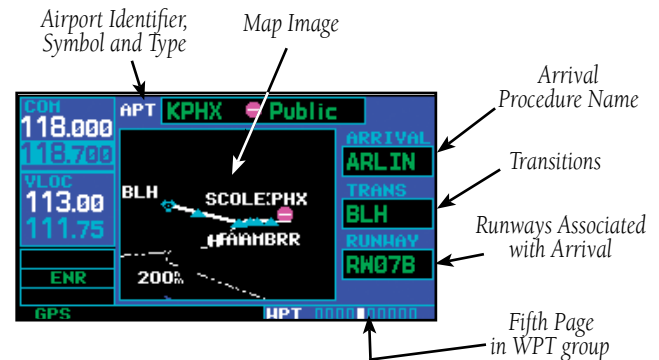 Airport Identifier,
Symbol and Type
Map Image
Arrival
Procedure Name
Transitions
Runways Associated
with Arrival
Fifth Page
in WPT group
COM
118.000
118.700
VLOC
113.00
111.75
ENR
GPS
APT KPHX Public
BLH
SCOLE PHX
200
ARRIVAL
ARLIN
TRANS
BLH
RUNWAY
RW07B
WPT